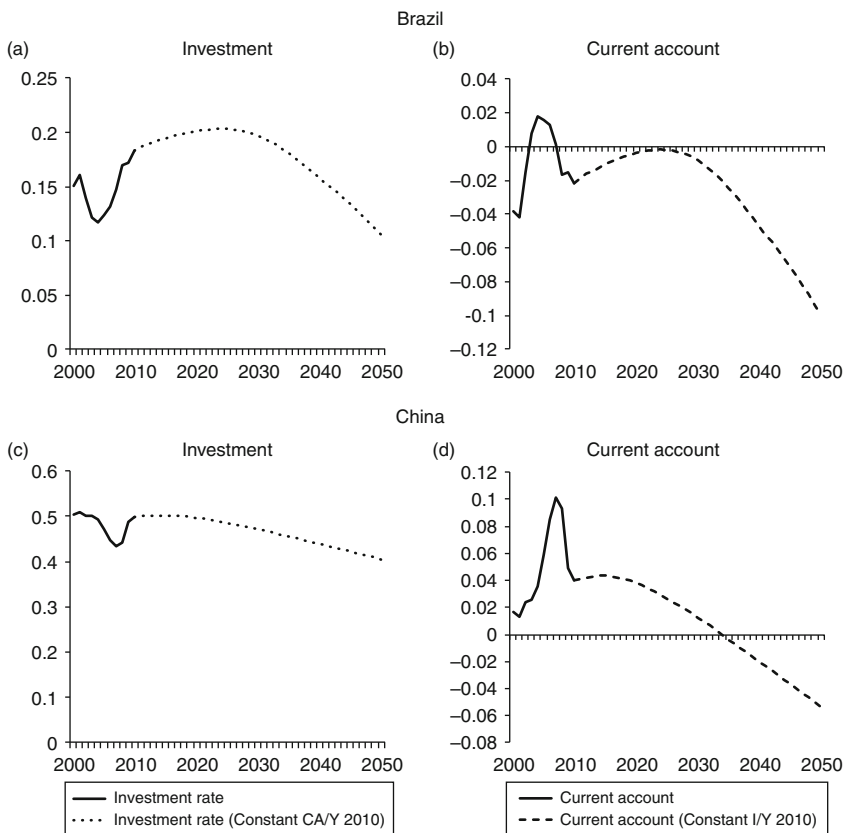 Brazil
(a)
Investment
0.25
0.2
0.15
0.1
0.05
0
2000 2010 2020 2030 2040 2050
(b)
Current account
0.04
0.02
0
−0.02
−0.04
−0.06
−0.08
-0.1
−0.12
2000 2010 2020 2030 2040 2050
China
(c)
Investment
0.6
0.5
0.4
0.3
0.2
0.1
0
2000 2010 2020 2030 2040 2050
Investment rate
Investment rate (Constant CA/Y 2010)
(d)
Current account
0.12
0.1
0.08
0.06
0.04
0.02
0
−0.02
−0.04
−0.06
−0.08
2000 2010 2020 2030 2040 2050
Current account
Current account (Constant I/Y 2010)